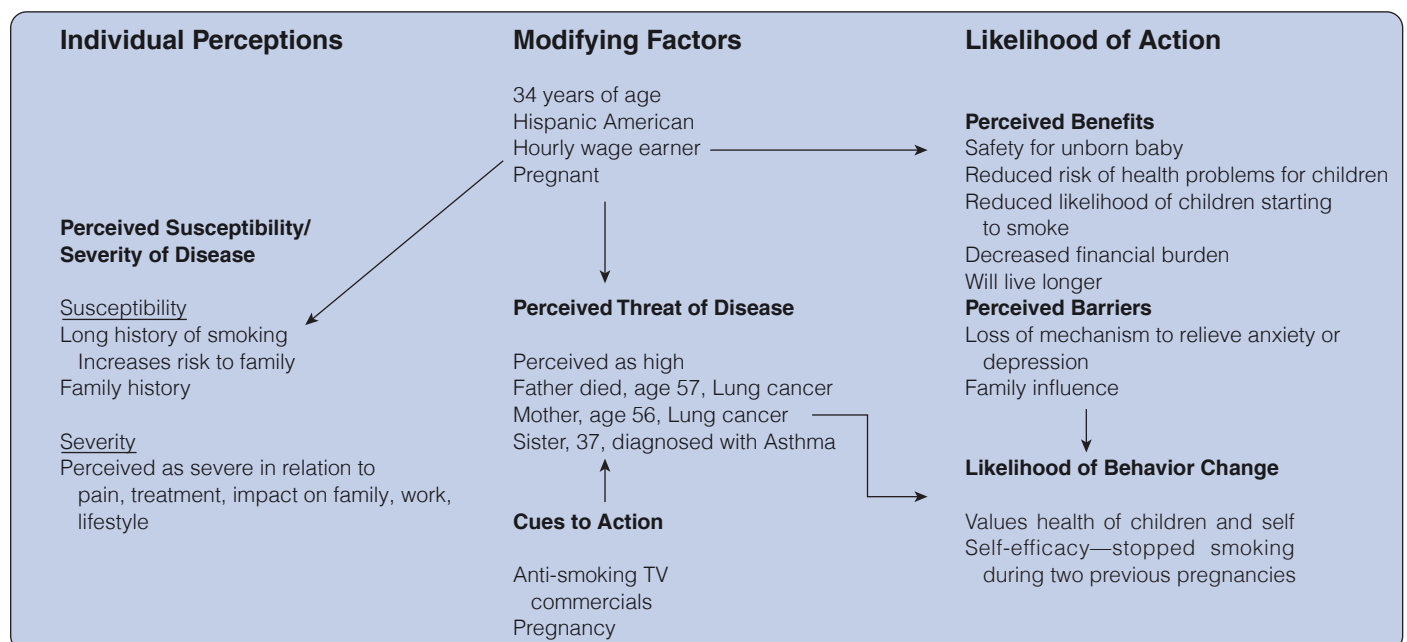 Individual Perceptions
Modifying Factors
Likelihood of Action
34 years of age
Hispanic American
Hourly wage earner
Pregnant
Perceived Susceptibility/
Severity of Disease
Susceptibility
Long history of smoking
Increases risk to family
Family history
Severity
Perceived as severe in relation to
pain, treatment, impact on family, work,
lifestyle
Perceived Threat of Disease
Perceived as high
Father died, age 57, Lung cancer
Mother, age 56, Lung cancer
Sister, 37, diagnosed with Asthma
Cues to Action
Anti-smoking TV
commercials
Pregnancy
Perceived Benefits
Safety for unborn baby
Reduced risk of health problems for children
Reduced likelihood of children starting
to smoke
Decreased financial burden
Will live longer
Perceived Barriers
Loss of mechanism to relieve anxiety or
depression
Family influence
Likelihood of Behavior Change
Values health of children and self
Self-efficacy—stopped smoking
during two previous pregnancies